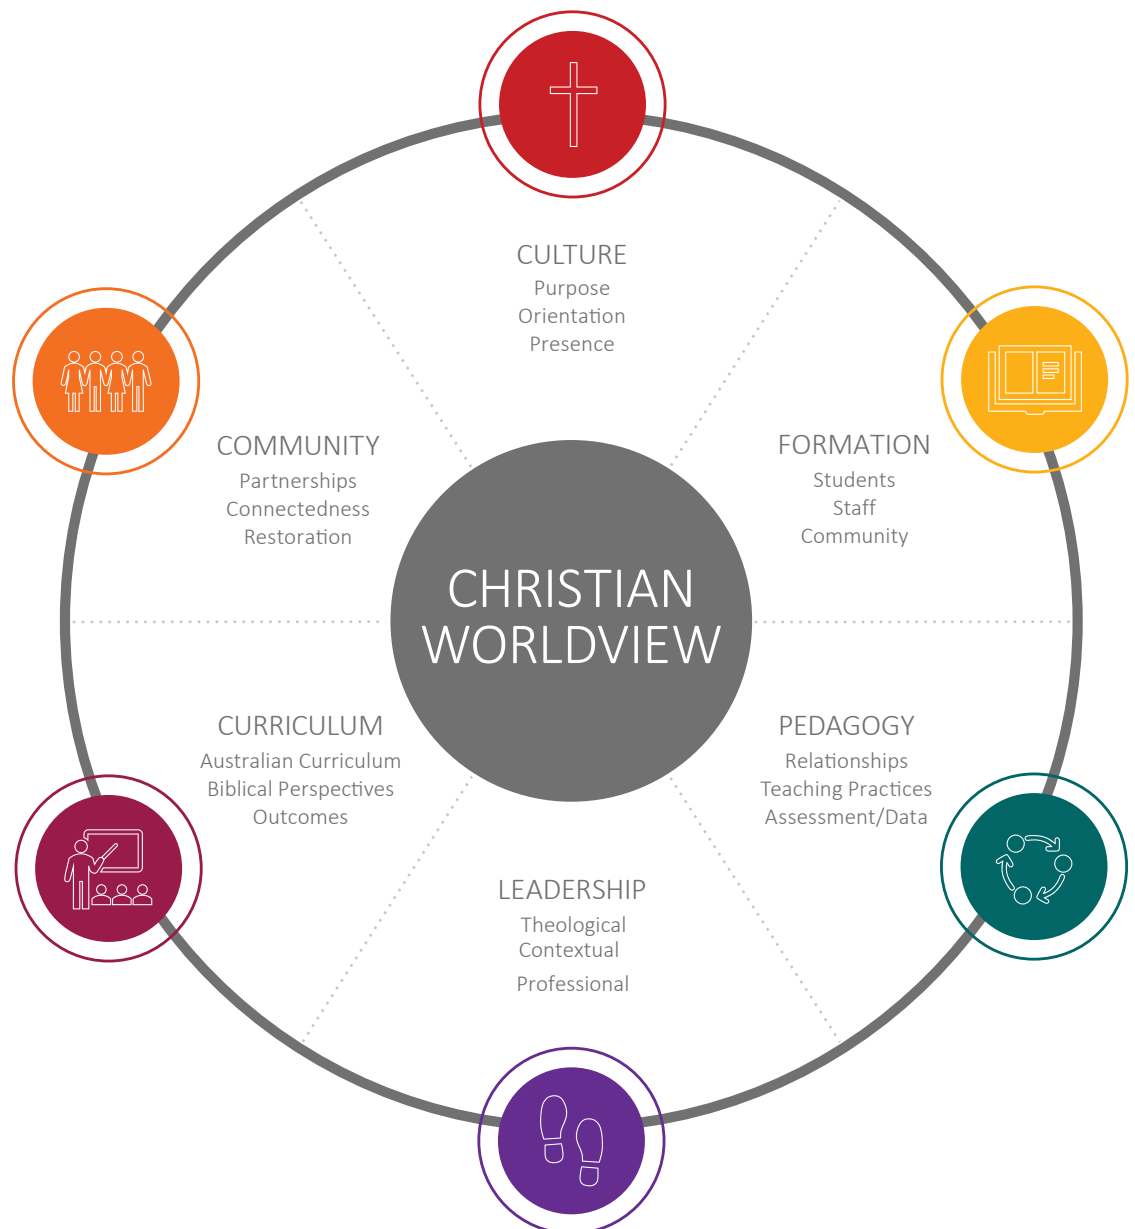 CULTURE
Purpose
Orientation
Presence
FORMATION
Students
Staff
Community
PEDAGOGY
Relationships
Teaching Practices
Assessment/Data
LEADERSHIP
Theological
Contextual
Professional
CURRICULUM
Australian Curriculum
Biblical Perspectives
Outcomes
COMMUNITY
Partnerships
Connectedness
Restoration
CHRISTIAN
WORLDVIEW